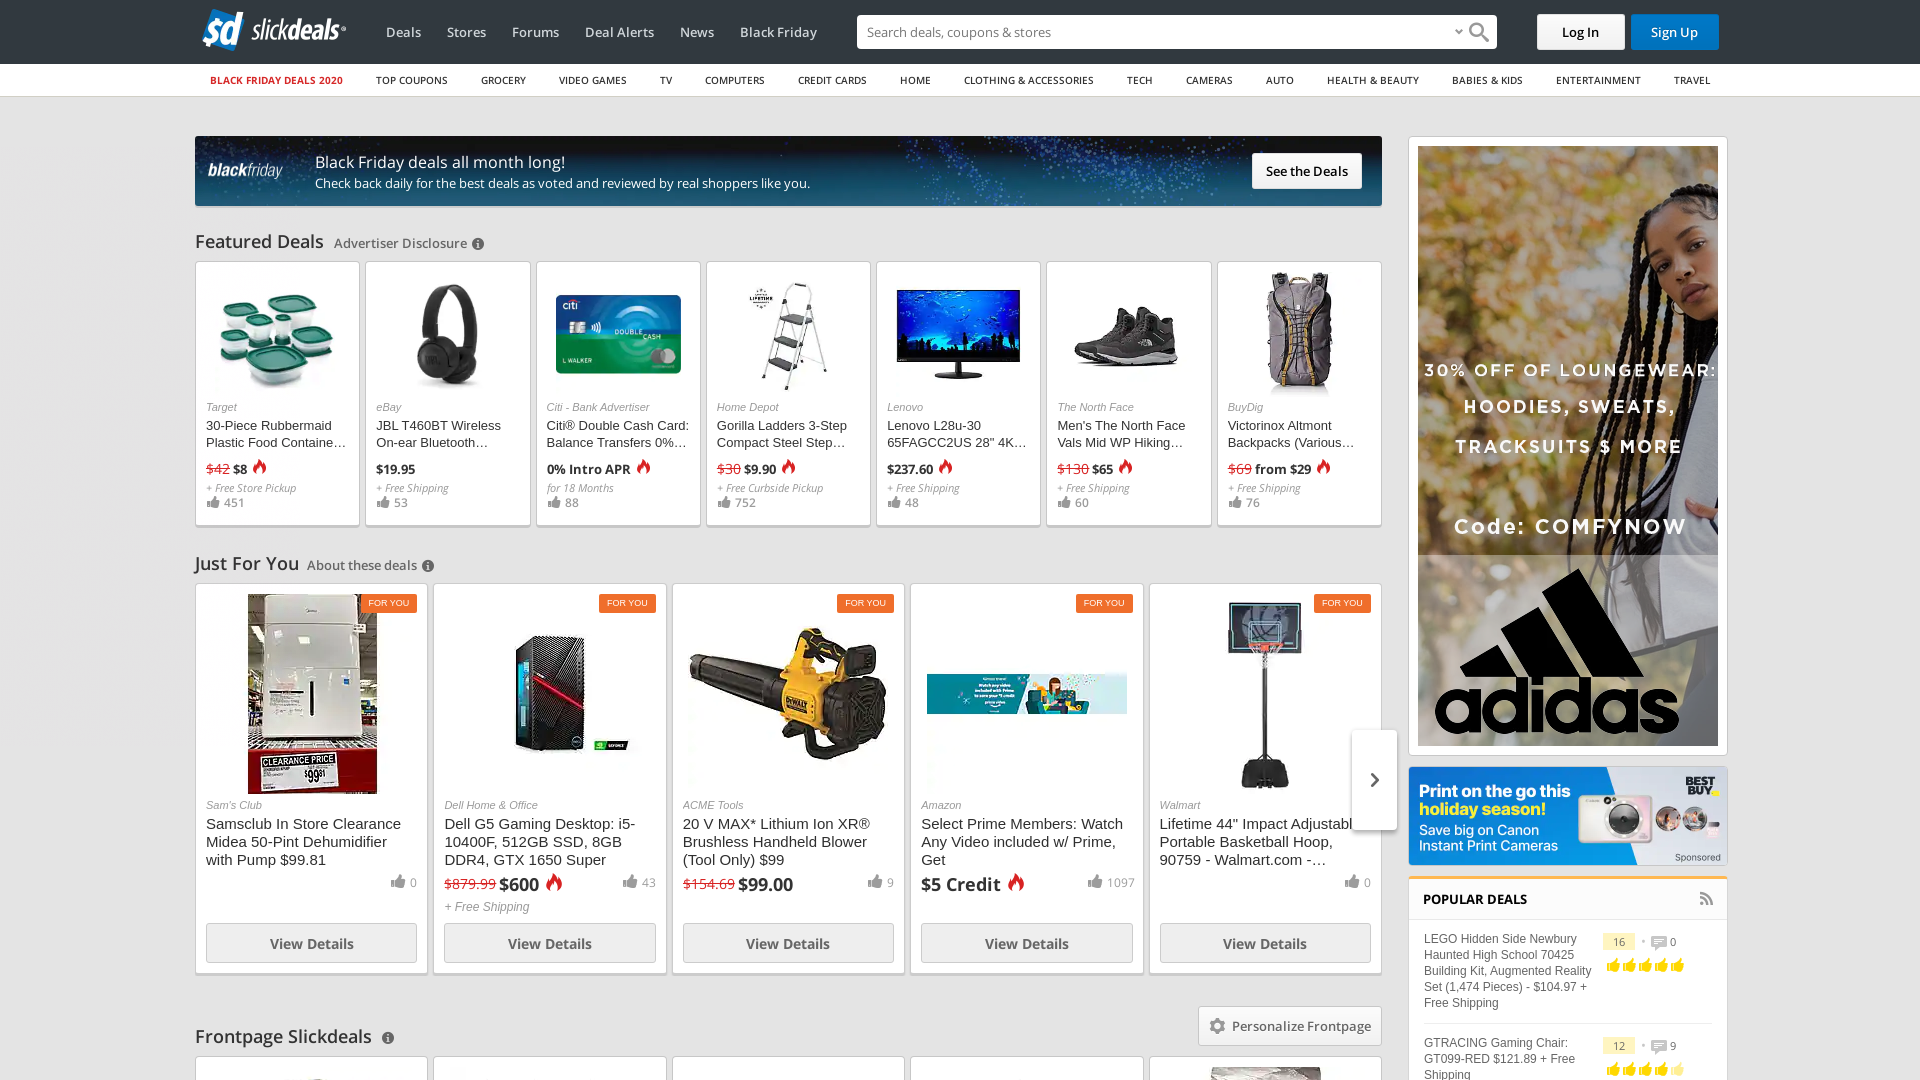 slickdeals
Deals
Stores
Forums
Deal Alerts
News
Black Friday
Search deals, coupons & stores
Log In
Sign Up
BLACK FRIDAY DEALS 2020
TOP COUPONS
GROCERY
VIDEO GAMES
TV
COMPUTERS
CREDIT CARDS
HOME
CLOTHING & ACCESSORIES
TECH
CAMERAS
AUTO
HEALTH & BEAUTY
BABIES & KIDS
ENTERTAINMENT
TRAVEL
blackfriday
Black Friday deals all month long!
Check back daily for the best deals as voted and reviewed by real shoppers like you.
See the Deals
Featured Deals
Advertiser Disclosure
Target
30-Piece Rubbermaid
Plastic Food Containe…
$42 $8
+ Free Store Pickup
451
eBay
JBL T460BT Wireless
On-ear Bluetooth…
$19.95
+ Free Shipping
53
citi
DOUBLE
CASH
L WALKER
Citi - Bank Advertiser
Citi® Double Cash Card:
Balance Transfers 0%…
0% Intro APR
for 18 Months
88
LIFETIME
Home Depot
Gorilla Ladders 3-Step
Compact Steel Step…
$30 $9.90
+ Free Curbside Pickup
752
Lenovo
Lenovo L28u-30
65FAGCC2US 28" 4K…
$237.60
+ Free Shipping
48
The North Face
Men's The North Face
Vals Mid WP Hiking…
$130 $65
+ Free Shipping
60
BuyDig
Victorinox Altmont
Backpacks (Various…
$69 from $29
+ Free Shipping
76
Just For You
About these deals
FOR YOU
CLEARANCE PRICE
$99.81
Sam's Club
Samsclub In Store Clearance
Midea 50-Pint Dehumidifier
with Pump $99.81
0
View Details
FOR YOU
Dell Home & Office
Dell G5 Gaming Desktop: i5-
10400F, 512GB SSD, 8GB
DDR4, GTX 1650 Super
$879.99 $600
43
+ Free Shipping
View Details
FOR YOU
DEWALT
ACME Tools
20 V MAX* Lithium Ion XR®
Brushless Handheld Blower
(Tool Only) $99
$154.69 $99.00
9
View Details
FOR YOU
Amazon
Select Prime Members: Watch
Any Video included w/ Prime,
Get
$5 Credit
1097
View Details
FOR YOU
Walmart
Lifetime 44" Impact Adjustabl
Portable Basketball Hoop,
90759 - Walmart.com -…
0
View Details
Frontpage Slickdeals
Personalize Frontpage
30% OFF OF LOUNGEWEAR:
HOODIES, SWEATS,
TRACKSUITS $ MORE
Code: COMFYNOW
adidas
Print on the go this
holiday season!
Save big on Canon
Instant Print Cameras
BEST
BUY
Sponsored
POPULAR DEALS
LEGO Hidden Side Newbury
Haunted High School 70425
Building Kit, Augmented Reality
Set (1,474 Pieces) - $104.97 +
Free Shipping
16
0
GTRACING Gaming Chair:
GT099-RED $121.89 + Free
Shipping
12
9